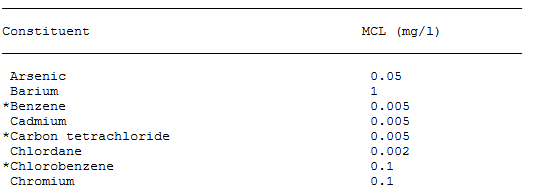 Constituent MCL (mg/l)
Arsenic 0.05
Barium 1
*Benzene 0.005
Cadmium 0.005
*Carbon tetrachloride 0.005
Chlordane 0.002
*Chlorobenzene 0.1
Chromium 0.1